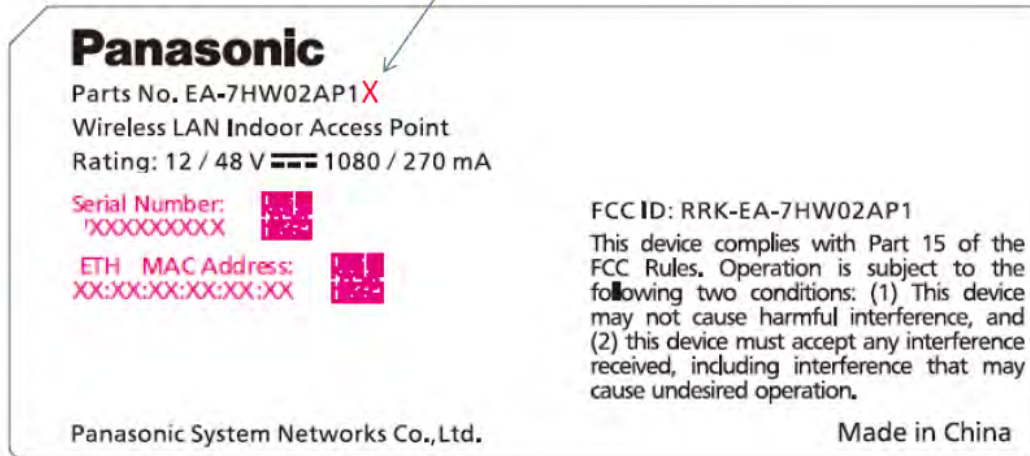 Panasonic
Parts No. EA-7HW02AP1X
Wireless LAN Indoor Access Point
Rating: 12 / 48 V ⎓ 1080 / 270 mA
Serial Number:
'XXXXXXXXX
ETH MAC Address:
XX:XX:XX:XX:XX:XX
FCC ID: RRK-EA-7HW02AP1
This device complies with Part 15 of the
FCC Rules. Operation is subject to the
following two conditions: (1) This device
may not cause harmful interference, and
(2) this device must accept any interference
received, including interference that may
cause undesired operation.
Panasonic System Networks Co.,Ltd.
Made in China